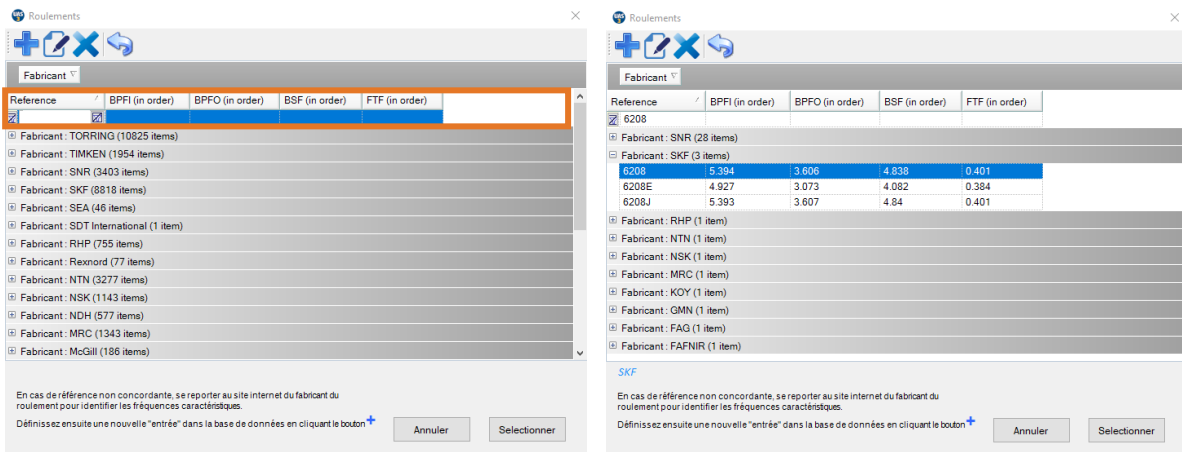 Roulements
Fabricant
Reference BPFI (in order) BPFO (in order) BSF (in order) FTF (in order)
Fabricant : TORRING (10825 items)
Fabricant : TIMKEN (1954 items)
Fabricant : SNR (3403 items)
Fabricant : SKF (8818 items)
Fabricant : SEA (46 items)
Fabricant : SDT International (1 item)
Fabricant : RHP (755 items)
Fabricant : Rexnord (77 items)
Fabricant : NTN (3277 items)
Fabricant : NSK (1143 items)
Fabricant : NDH (577 items)
Fabricant : MRC (1343 items)
Fabricant : McGill (186 items)
En cas de référence non concordante, se reporter au site internet du fabricant du
roulement pour identifier les fréquences caractéristiques.
Définissez ensuite une nouvelle "entrée" dans la base de données en cliquant le bouton
Annuler Selectionner
Roulements
Fabricant
Reference BPFI (in order) BPFO (in order) BSF (in order) FTF (in order)
6208
Fabricant : SNR (28 items)
Fabricant : SKF (3 items)
6208 5.394 3.606 4.838 0.401
6208E 4.927 3.073 4.082 0.384
6208J 5.393 3.607 4.84 0.401
Fabricant : RHP (1 item)
Fabricant : NTN (1 item)
Fabricant : NSK (1 item)
Fabricant : MRC (1 item)
Fabricant : KOY (1 item)
Fabricant : GMN (1 item)
Fabricant : FAG (1 item)
Fabricant : FAFNIR (1 item)
SKF
En cas de référence non concordante, se reporter au site internet du fabricant du
roulement pour identifier les fréquences caractéristiques.
Définissez ensuite une nouvelle "entrée" dans la base de données en cliquant le bouton
Annuler Selectionner